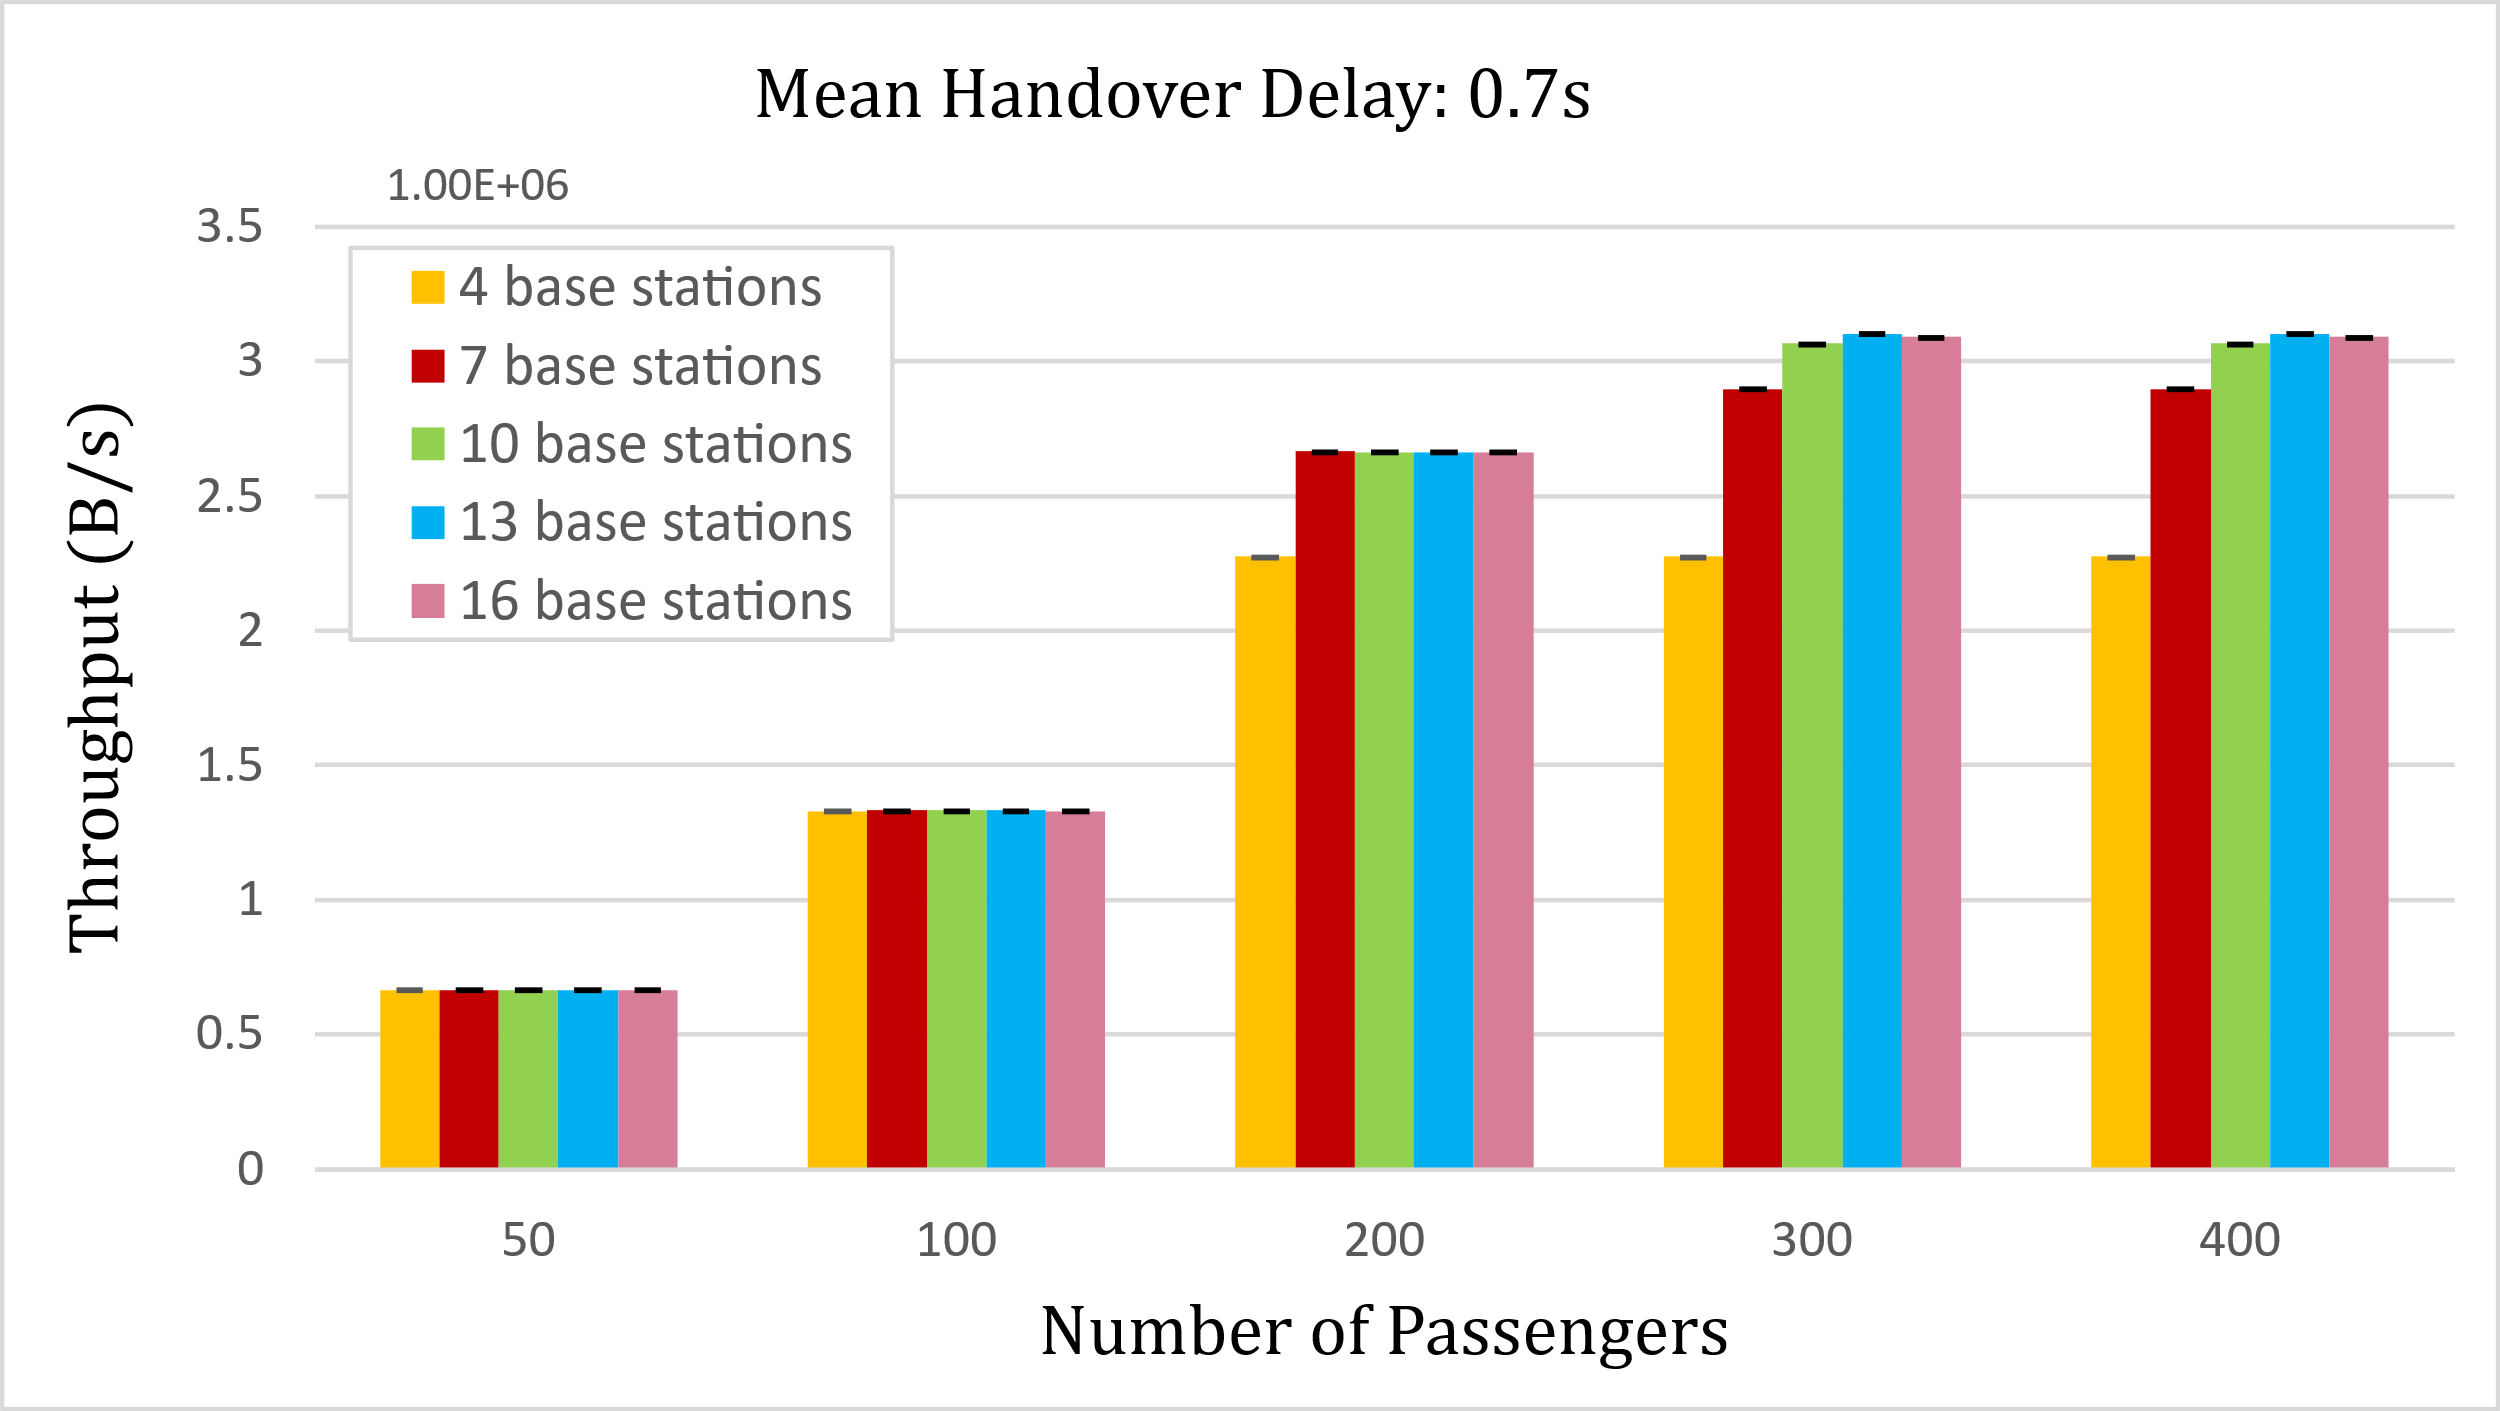 Mean Handover Delay: 0.7s
1.00E+06
3.5
3
2.5
2
1.5
1
0.5
0
Throughput (B/s)
4 base stations
7 base stations
10 base stations
13 base stations
16 base stations
50 100 200 300 400
Number of Passengers